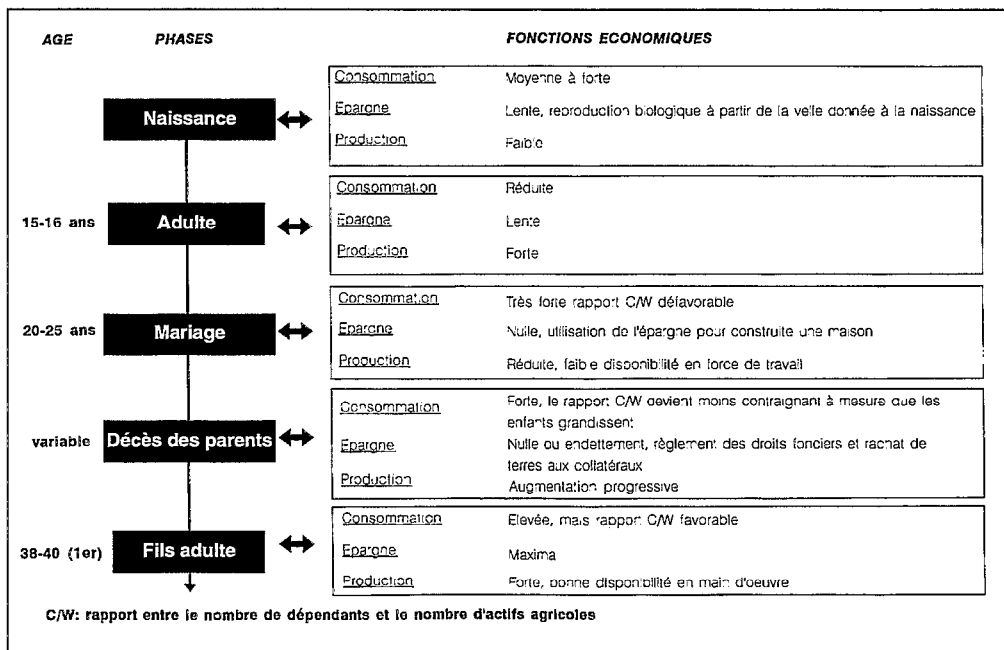 AGE PHASES FONCTIONS ECONOMIQUES
Naissance
Consommation Moyenne à forte
Epargne Lente, reproduction biologique à partir de la velle donnée à la naissance
Production Faible
15-16 ans Adulte
Consommation Réduite
Epargne Lente
Production Forte
20-25 ans Mariage
Consommation Très forte rapport C/W défavorable
Epargne Nulle, utilisation de l'épargne pour construite une maison
Production Réduite, faible disponibilité en force de travail
variable Décès des parents
Consommation Forte, le rapport C/W devient moins contraignant à mesure que les
enfants grandissent
Epargne Nulle ou endettement, règlement des droits fonciers et rachat de
terres aux collatéraux
Production Augmentation progressive
38-40 (1er) Fils adulte
Consommation Elevée, mais rapport C/W favorable
Epargne Maxima
Production Forte, bonne disponibilité en main d'oeuvre
C/W: rapport entre le nombre de dépendants et le nombre d'actifs agricoles